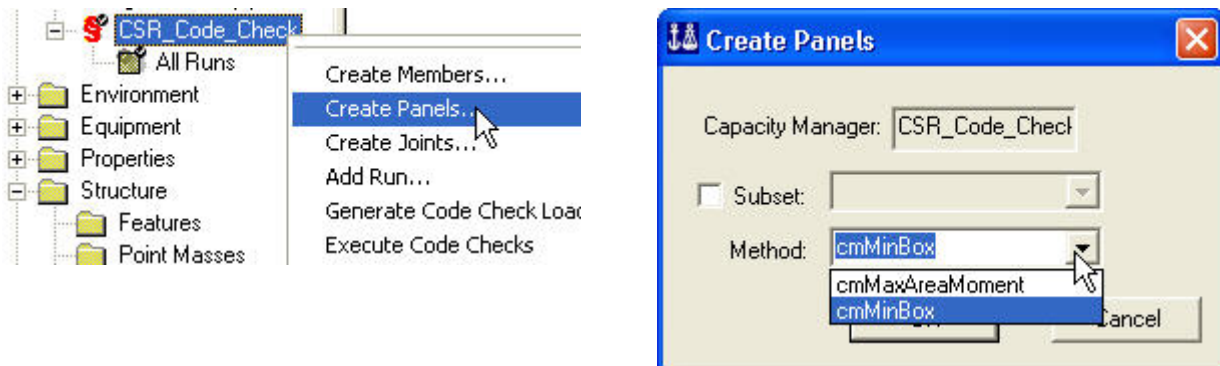 CSR_Code_Check
All Runs
Environment
Equipment
Properties
Structure
Features
Point Masses
Create Members...
Create Panels...
Create Joints...
Add Run...
Generate Code Check Load
Execute Code Checks
Create Panels
Capacity Manager: CSR_Code_Check
Subset:
Method: cmMinBox
cmMaxAreaMoment
cmMinBox
Cancel